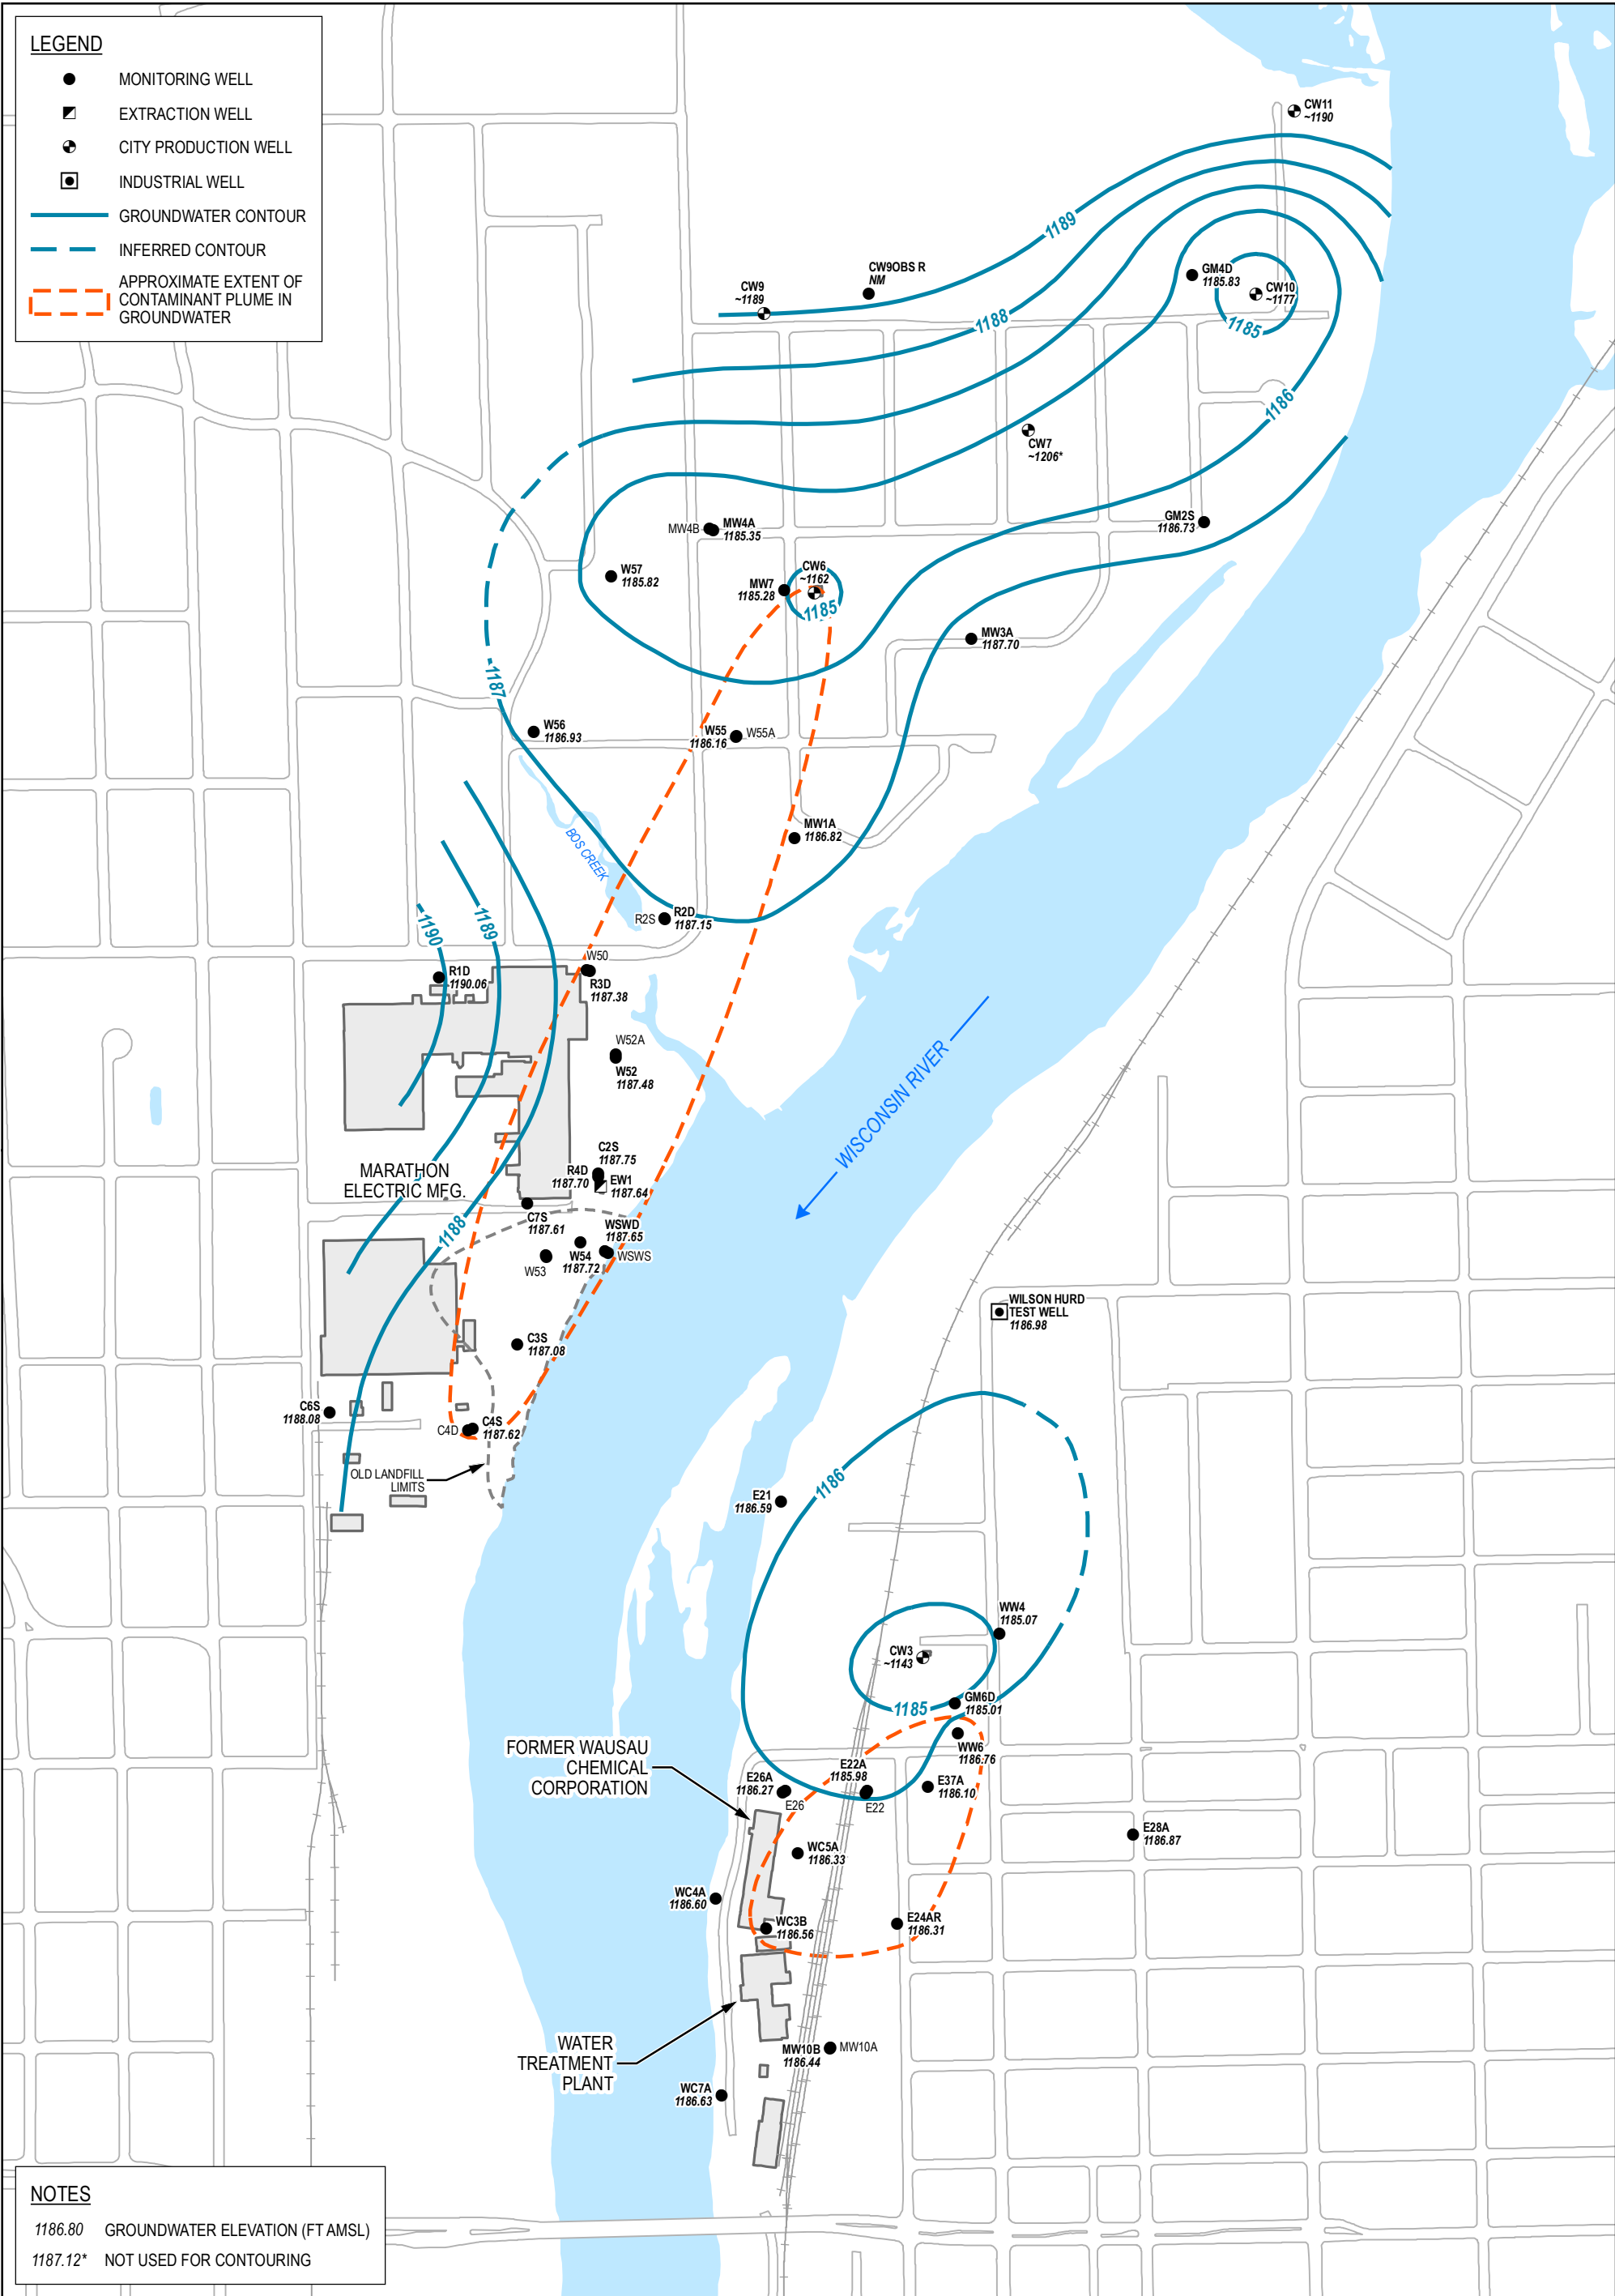 LEGEND
MONITORING WELL
EXTRACTION WELL
CITY PRODUCTION WELL
INDUSTRIAL WELL
GROUNDWATER CONTOUR
INFERRED CONTOUR
APPROXIMATE EXTENT OF
CONTAMINANT PLUME IN
GROUNDWATER
CW11
~1190
1189
CW9OBS R
NM
CW9
~1189
GM4D
1185.83
CW10
~1177
1188
1185
1186
CW7
~1206*
GM2S
1186.73
MW4B
MW4A
1185.35
W57
1185.82
CW6
~1162
MW7
1185.28
1185
MW3A
1187.70
1187
W56
1186.93
W55
1186.16
W55A
MW1A
1186.82
BOS CREEK
R2S
R2D
1187.15
1190
1189
R1D
1190.06
W50
R3D
1187.38
W52A
W52
1187.48
WISCONSIN RIVER
MARATHON
ELECTRIC MFG.
C2S
1187.75
R4D
1187.70
EW1
1187.64
C7S
1187.61
1188
WSWD
1187.65
WSWS
W54
1187.72
W53
WILSON HURD
TEST WELL
1186.98
C3S
1187.08
C6S
1188.08
C4D
C4S
1187.62
OLD LANDFILL
LIMITS
1186
E21
1186.59
WW4
1185.07
CW3
~1143
1185
GM6D
1185.01
WW6
1186.76
FORMER WAUSAU
CHEMICAL
CORPORATION
E26A
1186.27
E26
E22A
1185.98
E22
E37A
1186.10
E28A
1186.87
WC5A
1186.33
WC4A
1186.60
WC3B
1186.56
E24AR
1186.31
WATER
TREATMENT
PLANT
MW10B
1186.44
MW10A
WC7A
1186.63
NOTES
1186.80 GROUNDWATER ELEVATION (FT AMSL)
1187.12* NOT USED FOR CONTOURING